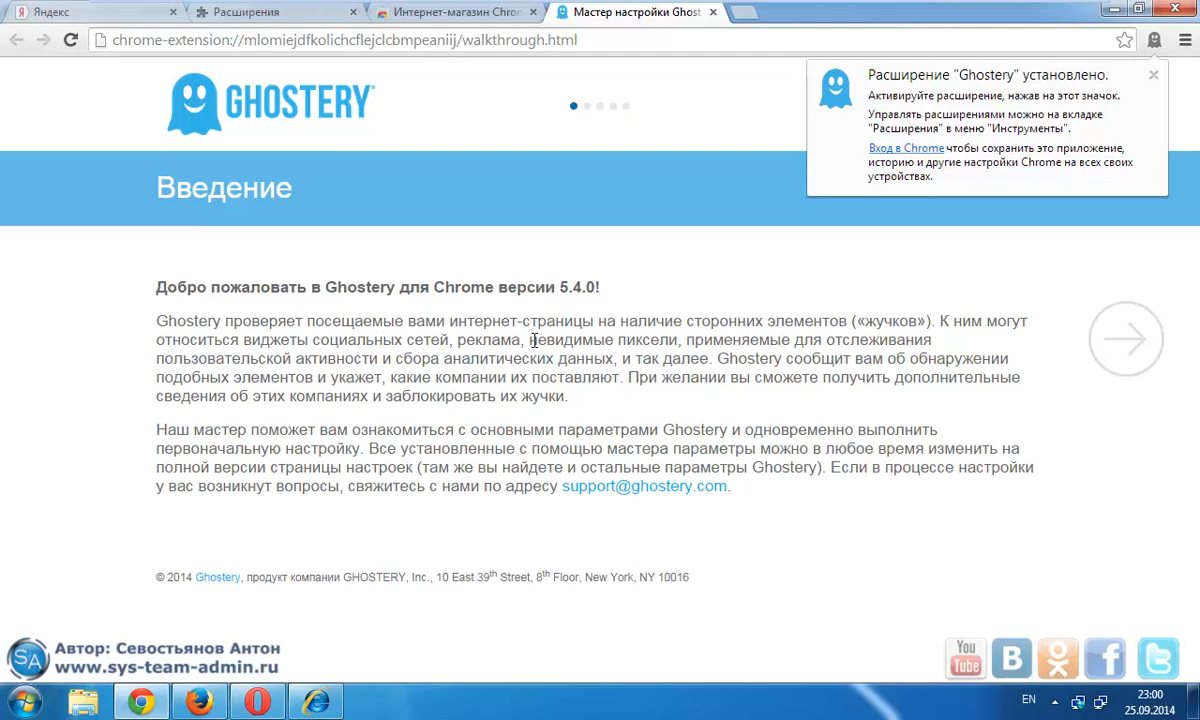 Яндекс
Расширения
Интернет-магазин Chron
Мастер настройки Ghost
chrome-extension://mlomiejdfkolichcflejclcbmpeaniij/walkthrough.html
GHOSTERY
Расширение "Ghostery" установлено.
Активируйте расширение, нажав на этот значок.
Управлять расширениями можно на вкладке
"Расширения" в меню "Инструменты".
Вход в Chrome чтобы сохранить это приложение,
историю и другие настройки Chrome на всех своих
устройствах.
Введение
Добро пожаловать в Ghostery для Chrome версии 5.4.0!
Ghostery проверяет посещаемые вами интернет-страницы на наличие сторонних элементов («жучков»). К ним могут
относиться виджеты социальных сетей, реклама, невидимые пиксели, применяемые для отслеживания
пользовательской активности и сбора аналитических данных, и так далее. Ghostery сообщит вам об обнаружении
подобных элементов и укажет, какие компании их поставляют. При желании вы сможете получить дополнительные
сведения об этих компаниях и заблокировать их жучки.
Наш мастер поможет вам ознакомиться с основными параметрами Ghostery и одновременно выполнить
первоначальную настройку. Все установленные с помощью мастера параметры можно в любое время изменить на
полной версии страницы настроек (там же вы найдете и остальные параметры Ghostery). Если в процессе настройки
у вас возникнут вопросы, свяжитесь с нами по адресу support@ghostery.com.
© 2014 Ghostery, продукт компании GHOSTERY, Inc., 10 East 39th Street, 8th Floor, New York, NY 10016
SA
Автор: Севостьянов Антон
www.sys-team-admin.ru
You
Tube
EN
23:00
25.09.2014